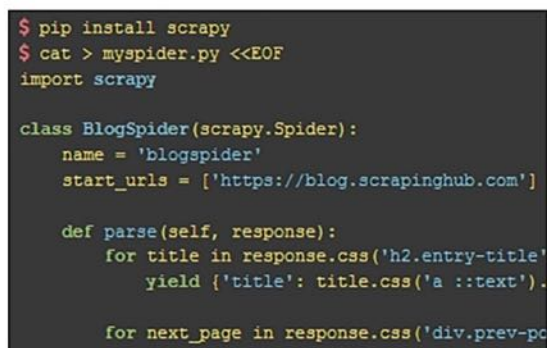 $ pip install scrapy
$ cat > myspider.py <<EOF
import scrapy
class BlogSpider(scrapy.Spider):
name = 'blogspider'
start_urls = ['https://blog.scrapinghub.com']
def parse(self, response):
for title in response.css('h2.entry-title'
yield {'title': title.css('a ::text').
for next_page in response.css('div.prev-po